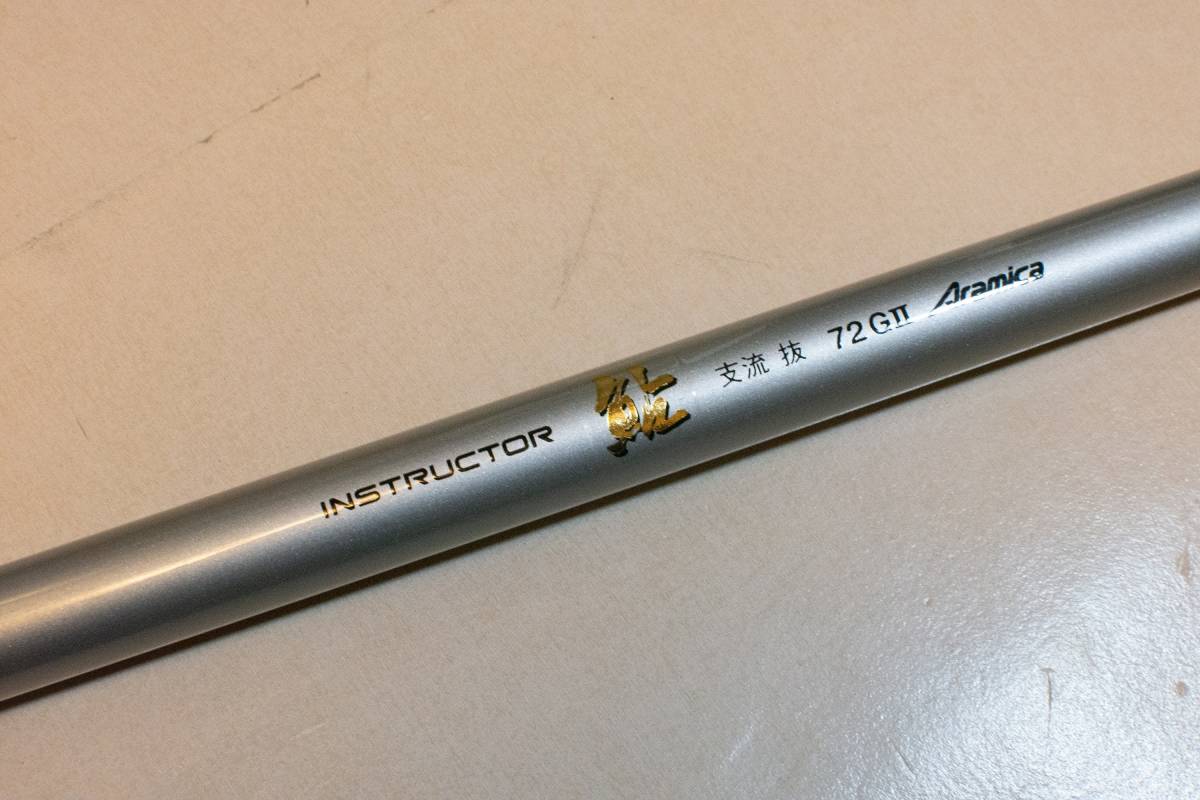 INSTRUCTOR 鮎 支流 抜 72GII Aramica